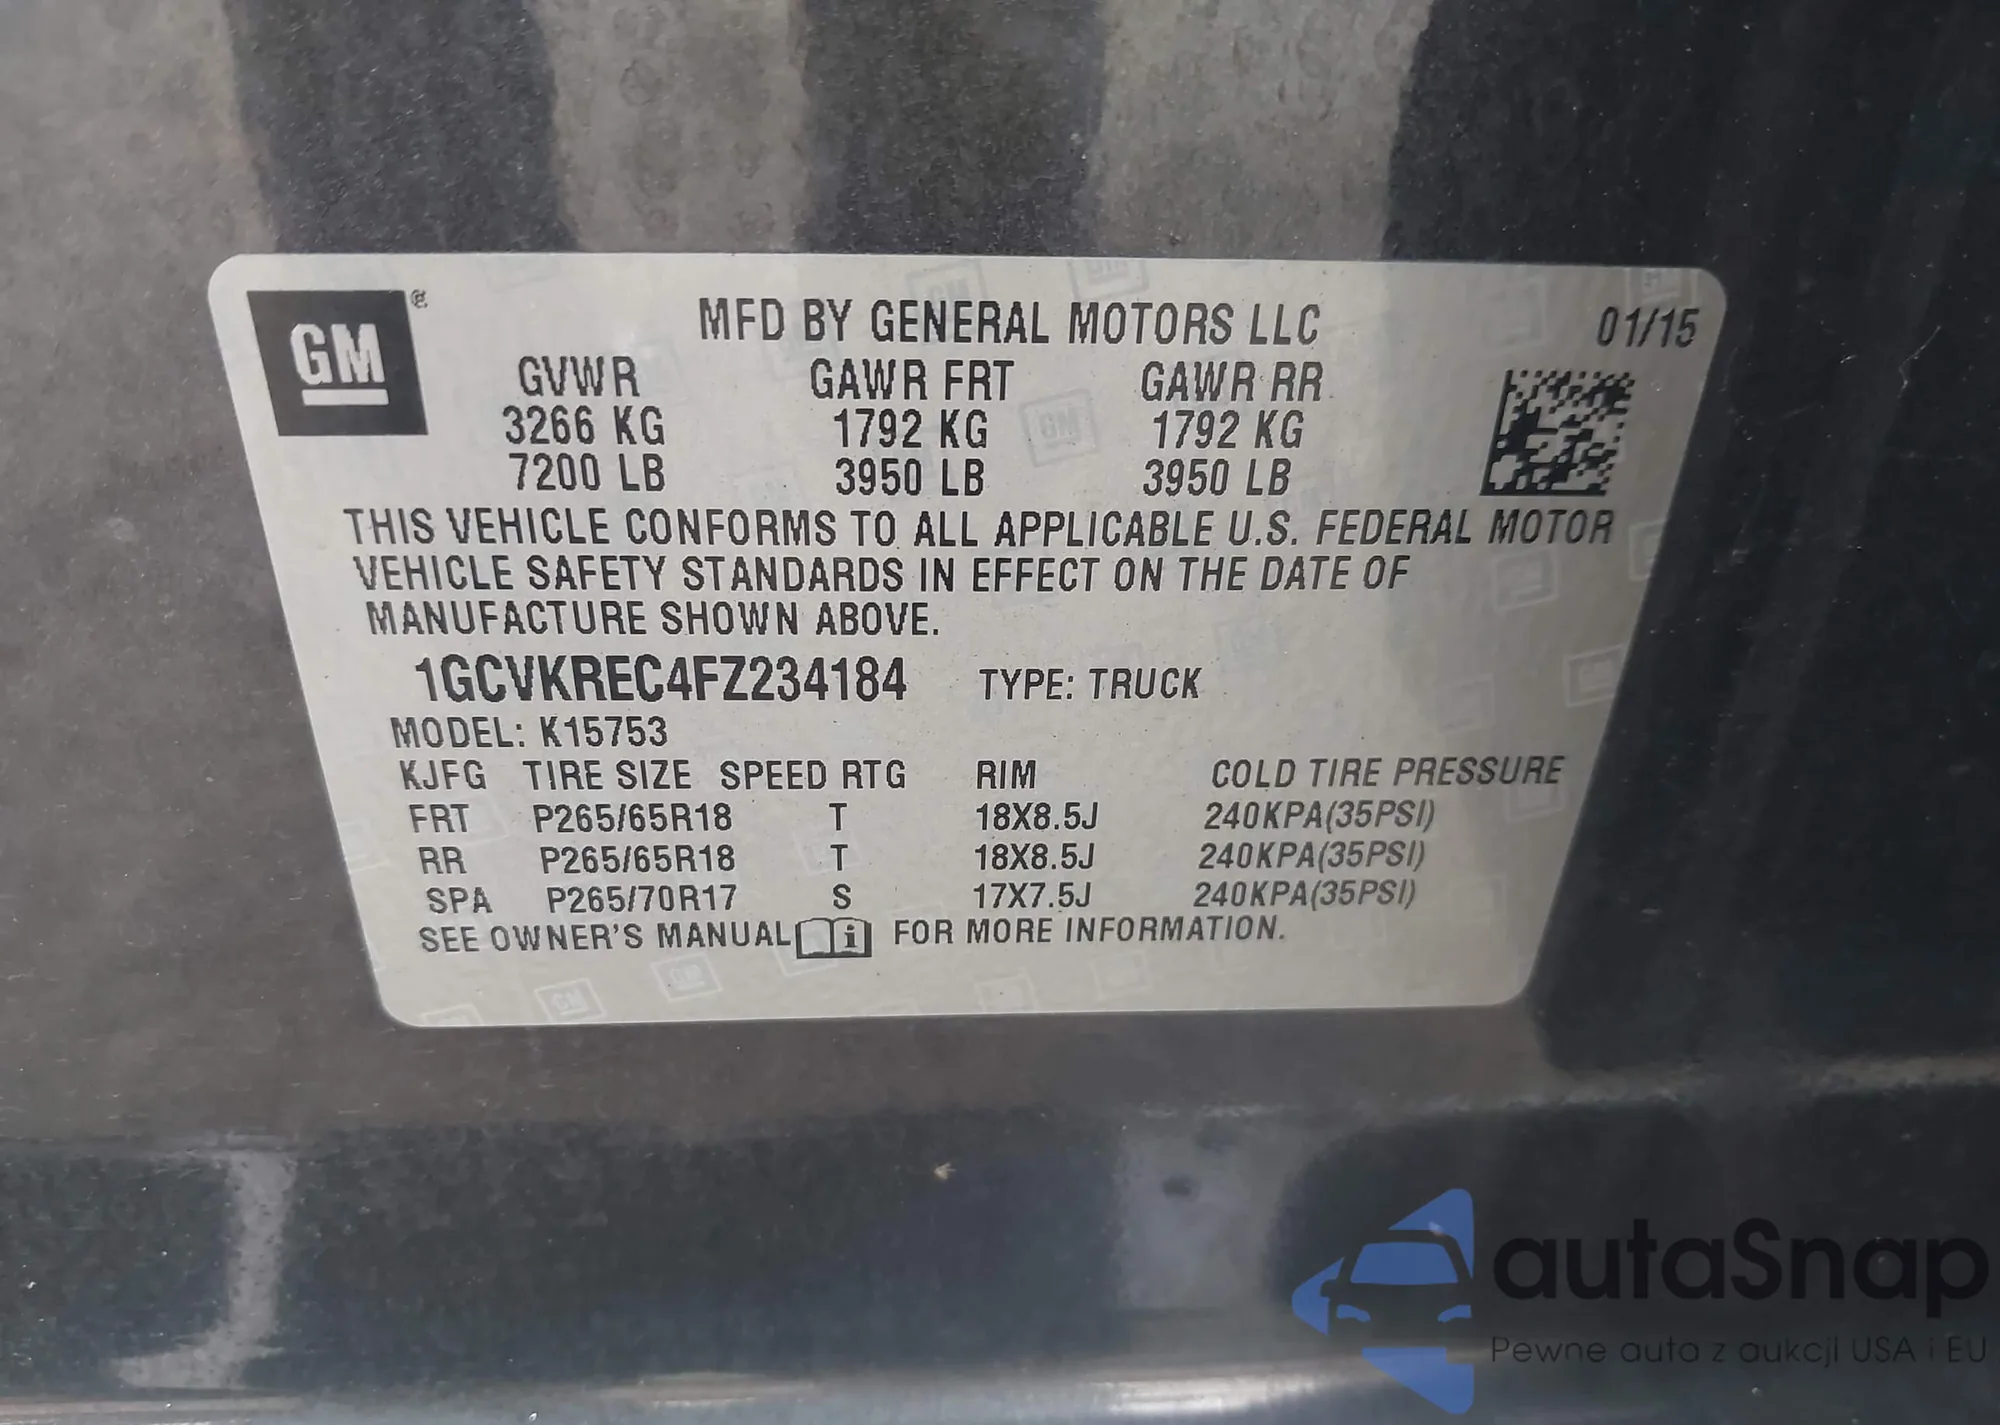 GM®
MFD BY GENERAL MOTORS LLC 01/15
GVWR GAWR FRT GAWR RR
3266 KG 1792 KG 1792 KG
7200 LB 3950 LB 3950 LB
THIS VEHICLE CONFORMS TO ALL APPLICABLE U.S. FEDERAL MOTOR
VEHICLE SAFETY STANDARDS IN EFFECT ON THE DATE OF
MANUFACTURE SHOWN ABOVE.
1GCVKREC4FZ234184 TYPE: TRUCK
MODEL: K15753
KJFG TIRE SIZE SPEED RTG RIM COLD TIRE PRESSURE
FRT P265/65R18 T 18X8.5J 240KPA(35PSI)
RR P265/65R18 T 18X8.5J 240KPA(35PSI)
SPA P265/70R17 S 17X7.5J 240KPA(35PSI)
SEE OWNER'S MANUAL i FOR MORE INFORMATION.
autaSnap
Pewne auta z aukcji USA i EU